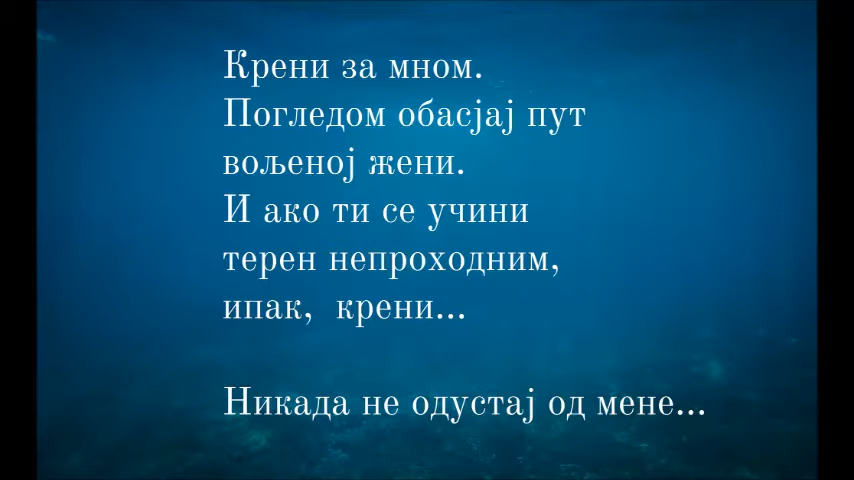 Крени за мном.
Погледом обасјај пут
вољеној жени.
И ако ти се учини
терен непроходним,
ипак, крени...
Никада не одустај од мене...